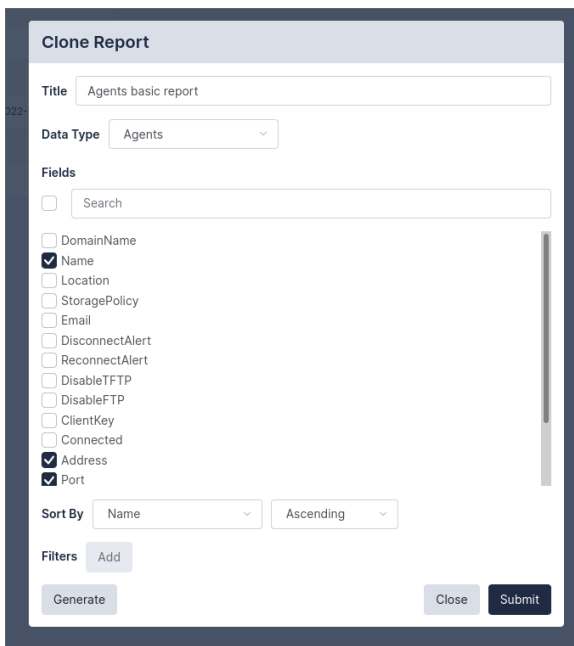 Clone Report
Title Agents basic report
022-
Data Type Agents
Fields
Search
DomainName
Name
Location
StoragePolicy
Email
DisconnectAlert
ReconnectAlert
DisableTFTP
DisableFTP
ClientKey
Connected
Address
Port
Sort By Name Ascending
Filters Add
Generate Close Submit